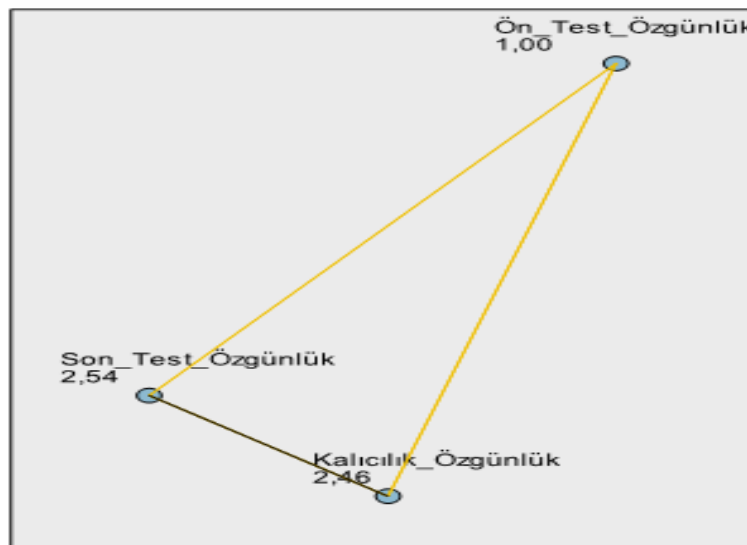 Ön_Test_Özgünlük
1,00
Son_Test_Özgünlük
2,54
Kalıcılık_Özgünlük
2,46